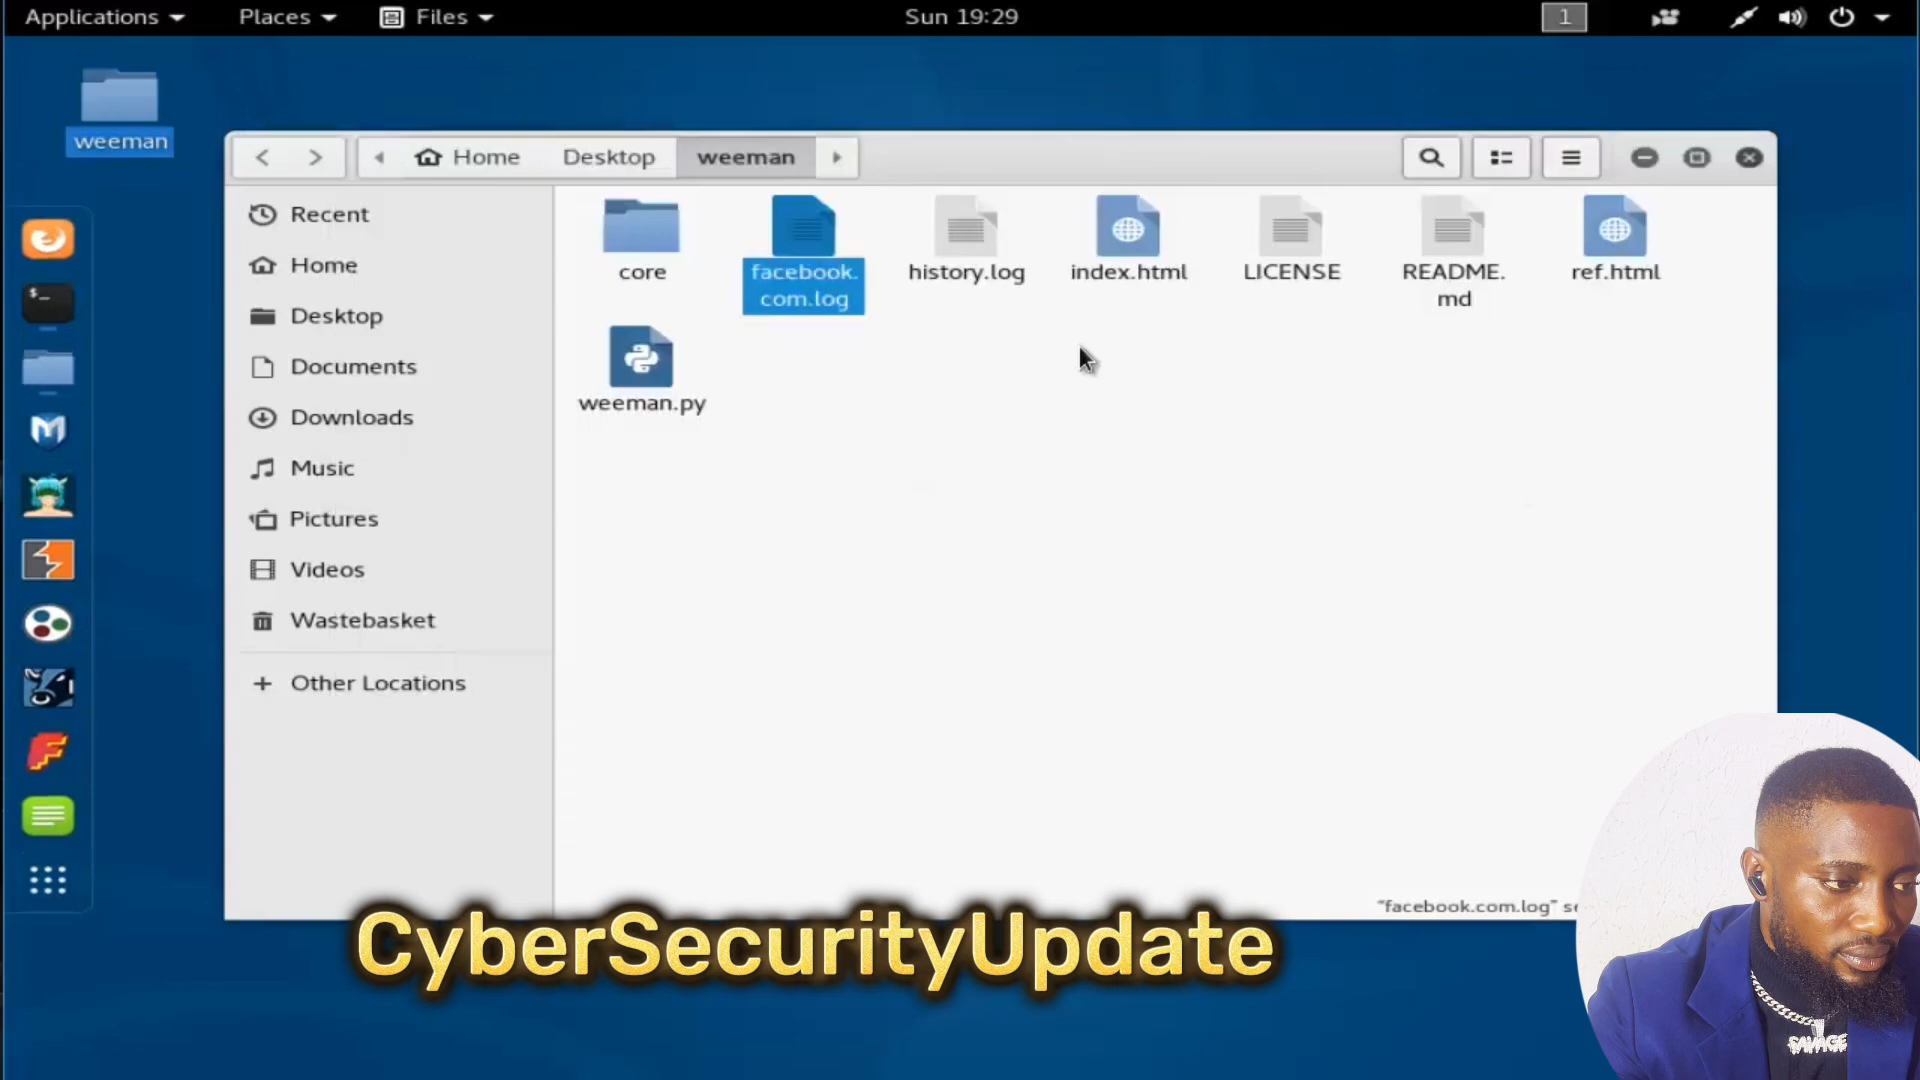 Applications
Places
Files
Sun 19:29
1
weeman
Home
Desktop
weeman
Recent
Home
Desktop
Documents
Downloads
Music
Pictures
Videos
Wastebasket
+ Other Locations
core
facebook.
com.log
history.log
index.html
LICENSE
README.
md
ref.html
weeman.py
"facebook.com.log" se
CyberSecurityUpdate
SAVAGE